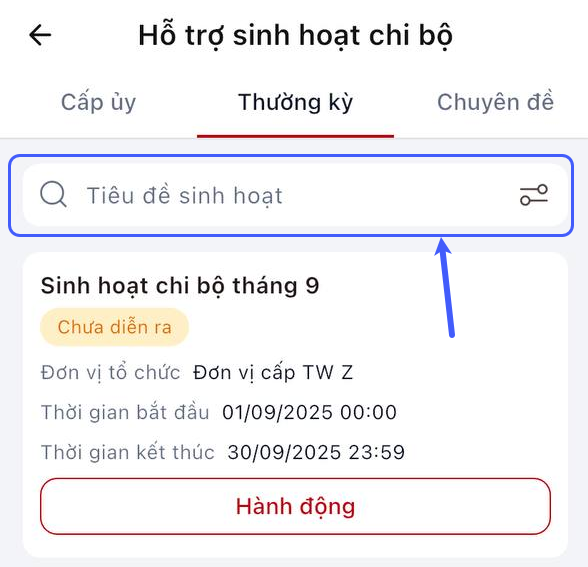 Hỗ trợ sinh hoạt chi bộ
Cấp ủy Thường kỳ Chuyên đề
Tiêu đề sinh hoạt
Sinh hoạt chi bộ tháng 9
Chưa diễn ra
Đơn vị tổ chức Đơn vị cấp TW Z
Thời gian bắt đầu 01/09/2025 00:00
Thời gian kết thúc 30/09/2025 23:59
Hành động